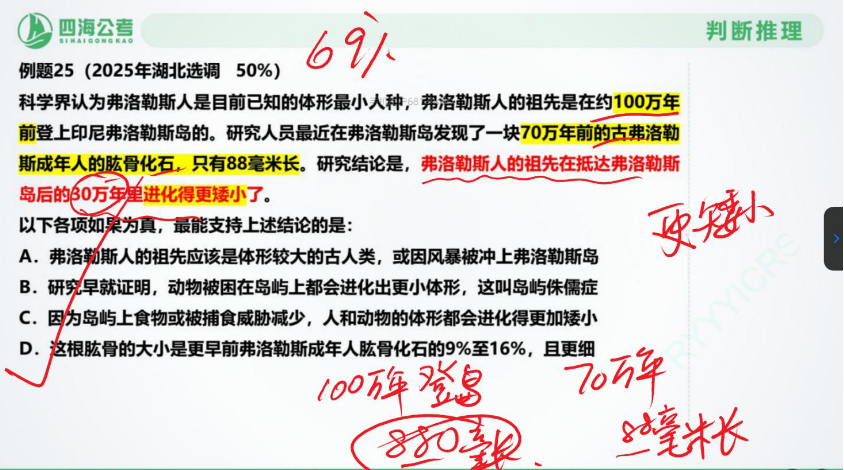 四海公考
SINAIGONGKAO
判断推理
69%
例题25（2025年湖北选调 50%）
科学界认为弗洛勒斯人是目前已知的体形最小人种，弗洛勒斯人的祖先是在约100万年
前登上印尼弗洛勒斯岛的。研究人员最近在弗洛勒斯岛发现了一块70万年前的古弗洛勒
斯成年人的肱骨化石，只有88毫米长。研究结论是，弗洛勒斯人的祖先在抵达弗洛勒斯
岛后的30万年里进化得更矮小了。
更矮小
以下各项如果为真，最能支持上述结论的是：
A．弗洛勒斯人的祖先应该是体形较大的古人类，或因风暴被冲上弗洛勒斯岛
B．研究早就证明，动物被困在岛屿上都会进化出更小体形，这叫岛屿侏儒症
C．因为岛屿上食物或被捕食威胁减少，人和动物的体形都会进化得更加矮小
D．这根肱骨的大小是更早前弗洛勒斯成年人肱骨化石的9%至16%，且更细
100万年登岛
70万年
880毫长
88毫米长